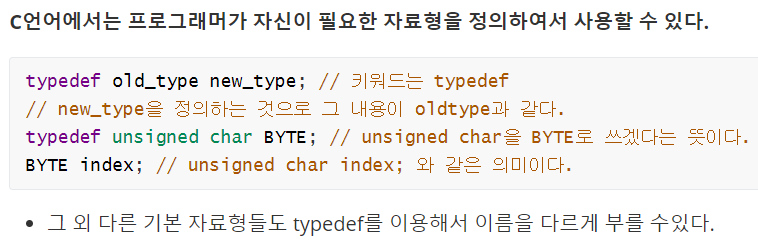 C언어에서는 프로그래머가 자신이 필요한 자료형을 정의하여서 사용할 수 있다.
typedef old_type new_type; // 키워드는 typedef
// new_type을 정의하는 것으로 그 내용이 oldtype과 같다.
typedef unsigned char BYTE; // unsigned char을 BYTE로 쓰겠다는 뜻이다.
BYTE index; // unsigned char index; 와 같은 의미이다.
• 그 외 다른 기본 자료형들도 typedef를 이용해서 이름을 다르게 부를 수있다.